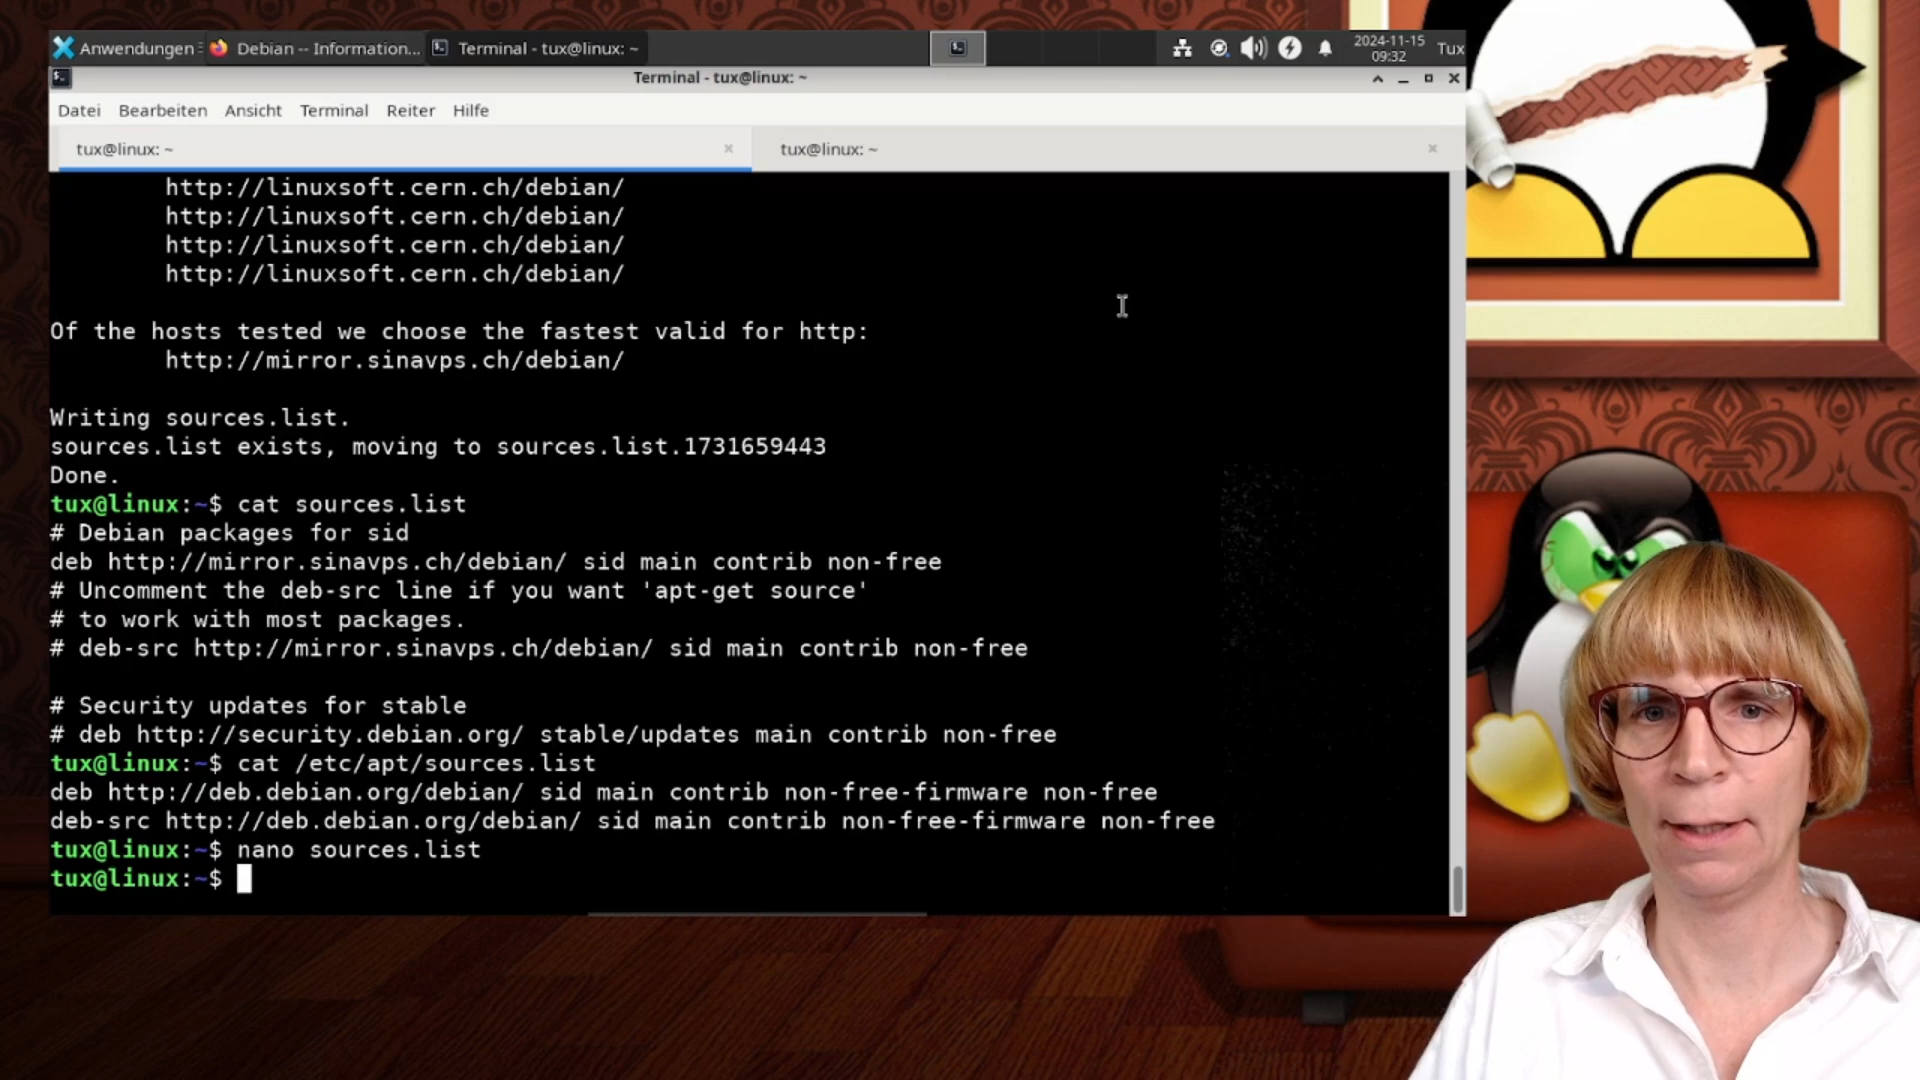 Anwendungen
Debian -- Information...
Terminal - tux@linux: ~
2024-11-15
09:32
Tux
Terminal - tux@linux: ~
Datei Bearbeiten Ansicht Terminal Reiter Hilfe
tux@linux: ~
tux@linux: ~
http://linuxsoft.cern.ch/debian/
http://linuxsoft.cern.ch/debian/
http://linuxsoft.cern.ch/debian/
http://linuxsoft.cern.ch/debian/
Of the hosts tested we choose the fastest valid for http:
http://mirror.sinavps.ch/debian/
Writing sources.list.
sources.list exists, moving to sources.list.1731659443
Done.
tux@linux:~$ cat sources.list
# Debian packages for sid
deb http://mirror.sinavps.ch/debian/ sid main contrib non-free
# Uncomment the deb-src line if you want 'apt-get source'
# to work with most packages.
# deb-src http://mirror.sinavps.ch/debian/ sid main contrib non-free
# Security updates for stable
# deb http://security.debian.org/ stable/updates main contrib non-free
tux@linux:~$ cat /etc/apt/sources.list
deb http://deb.debian.org/debian/ sid main contrib non-free-firmware non-free
deb-src http://deb.debian.org/debian/ sid main contrib non-free-firmware non-free
tux@linux:~$ nano sources.list
tux@linux:~$